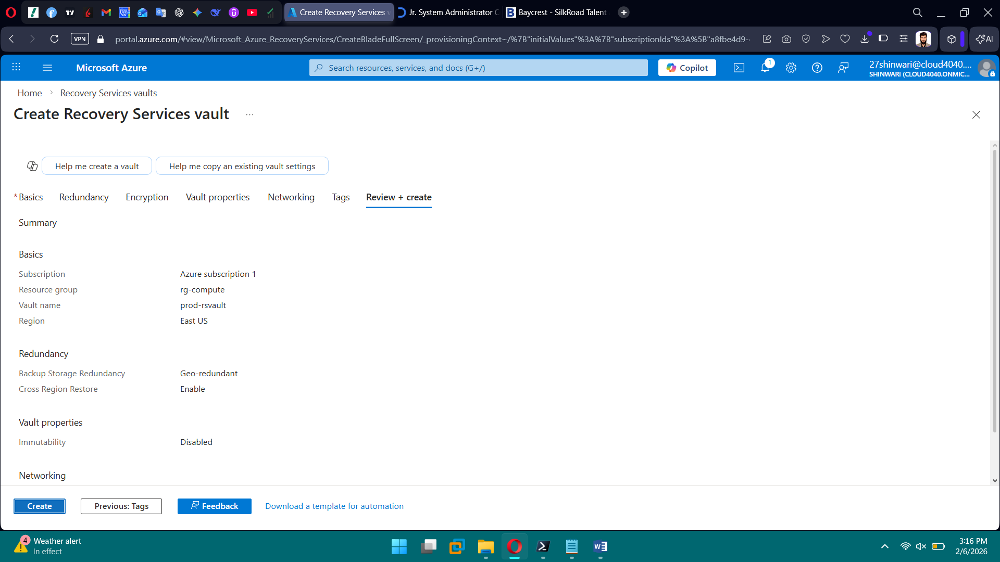 Create Recovery Services v
Jr. System Administrator C
Baycrest - SilkRoad Talent
VPN
portal.azure.com/#view/Microsoft_Azure_RecoveryServices/CreateBladeFullScreen/_provisioningContext~/%7B"initialValues"%3A%7B"subscriptionIds"%3A%5B"a8fbe4d9-
AI
Microsoft Azure
Search resources, services, and docs (G+/)
Copilot
1
27shinwari@cloud4040....
SHINWARI (CLOUD4040.ONMIC...
Home
Recovery Services vaults
Create Recovery Services vault
...
Help me create a vault
Help me copy an existing vault settings
* Basics
Redundancy
Encryption
Vault properties
Networking
Tags
Review + create
Summary
Basics
Subscription
Azure subscription 1
Resource group
rg-compute
Vault name
prod-rsvault
Region
East US
Redundancy
Backup Storage Redundancy
Geo-redundant
Cross Region Restore
Enable
Vault properties
Immutability
Disabled
Networking
Create
Previous: Tags
Feedback
Download a template for automation
4
Weather alert
In effect
3:16 PM
2/6/2026